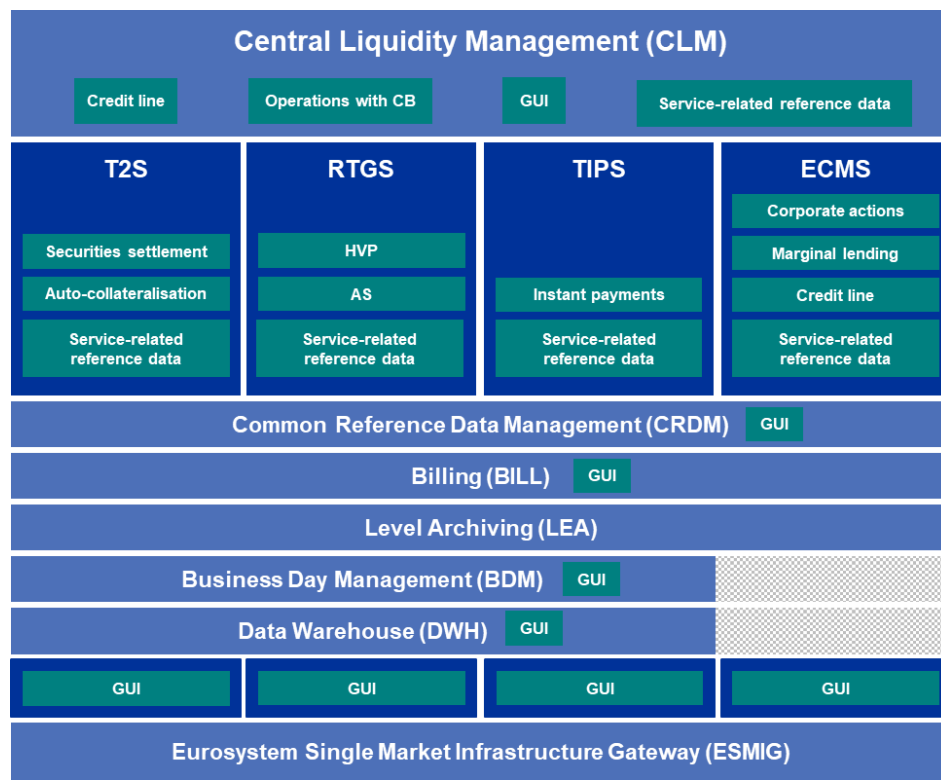 Central Liquidity Management (CLM)
Credit line
Operations with CB
GUI
Service-related reference data
T2S
Securities settlement
Auto-collateralisation
Service-related
reference data
RTGS
HVP
AS
Service-related
reference data
TIPS
Instant payments
Service-related
reference data
ECMS
Corporate actions
Marginal lending
Credit line
Service-related
reference data
Common Reference Data Management (CRDM)
GUI
Billing (BILL)
GUI
Level Archiving (LEA)
Business Day Management (BDM)
GUI
Data Warehouse (DWH)
GUI
GUI
GUI
GUI
GUI
Eurosystem Single Market Infrastructure Gateway (ESMIG)